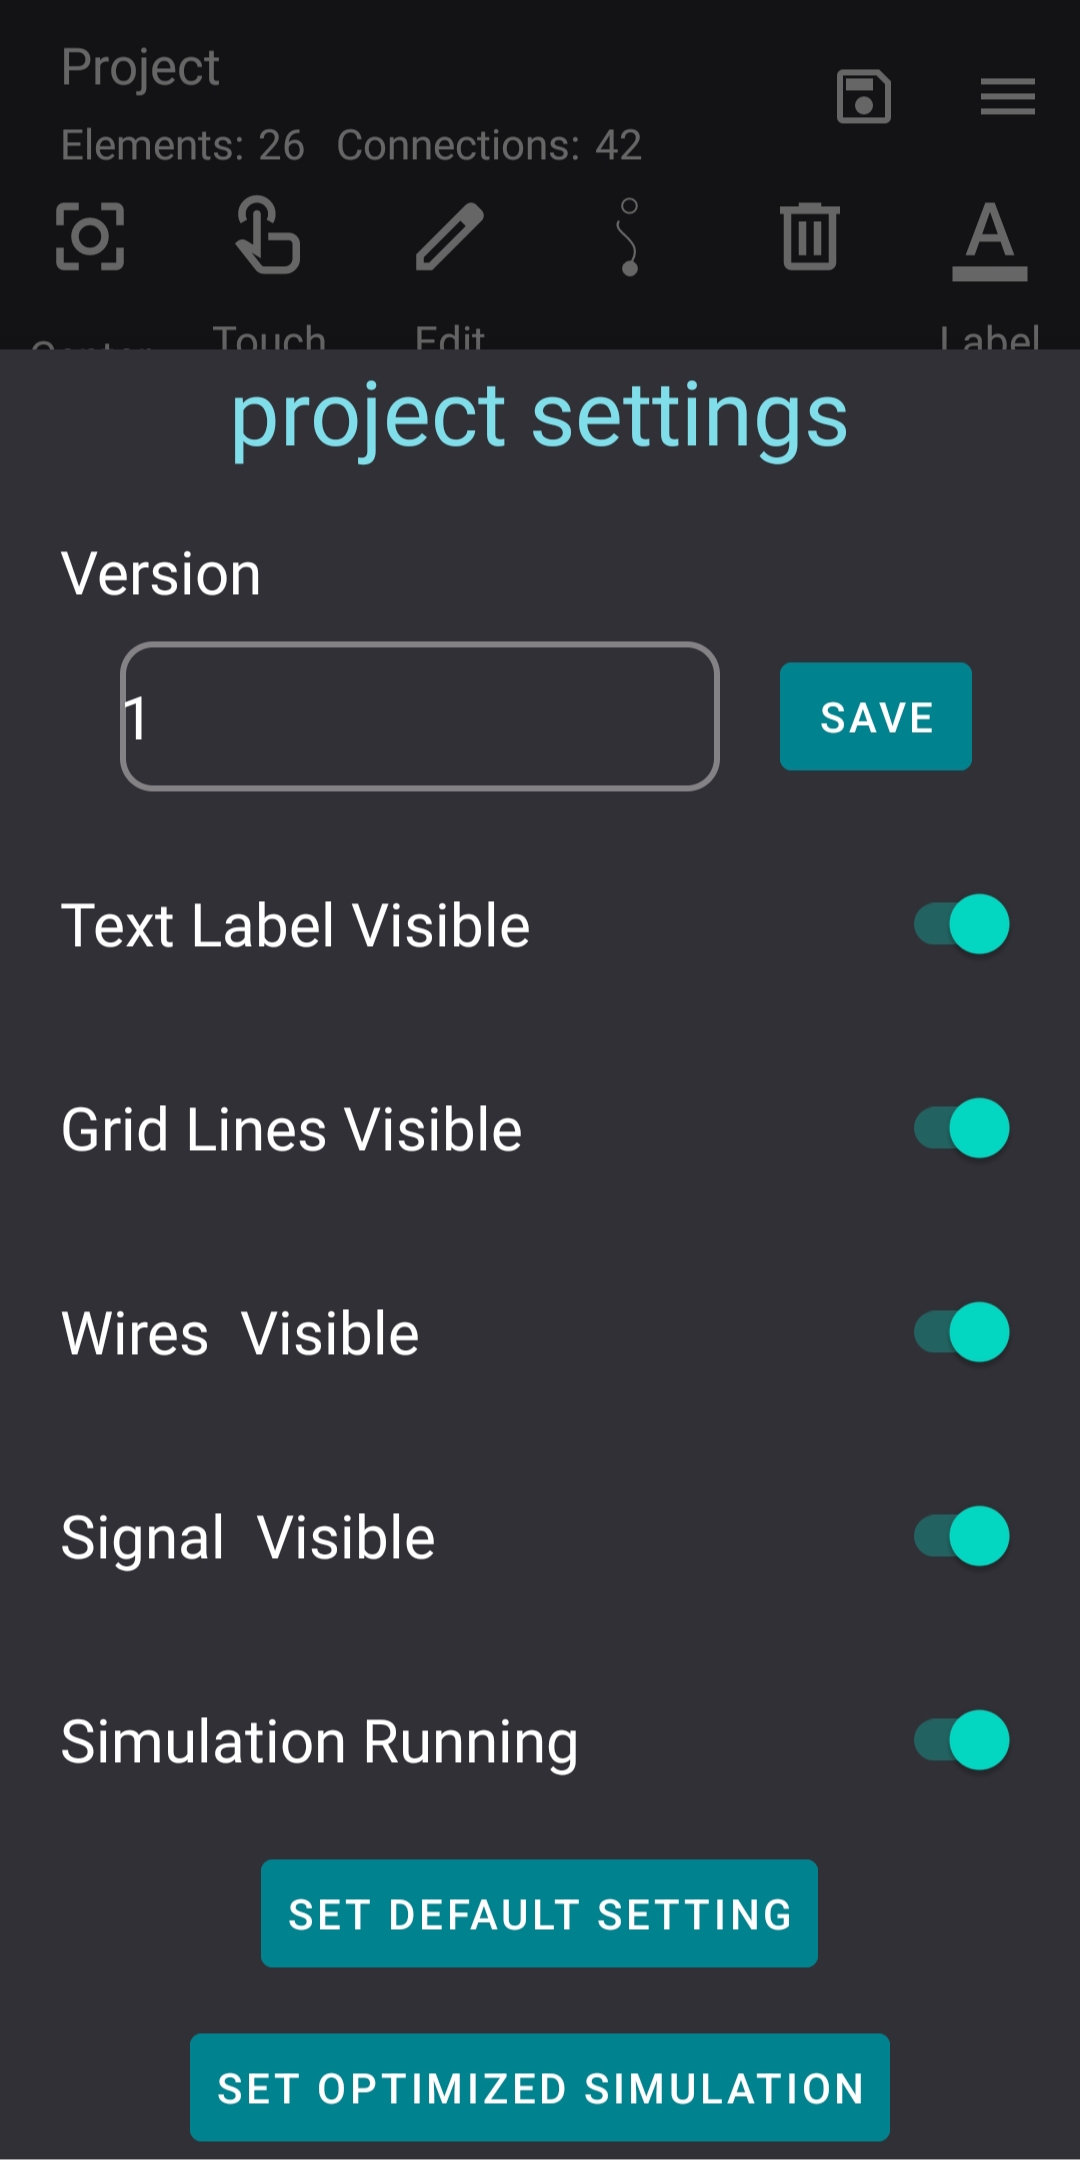 Project
Elements: 26 Connections: 42
A
Center Touch Edit Label
project settings
Version
1 SAVE
Text Label Visible
Grid Lines Visible
Wires Visible
Signal Visible
Simulation Running
SET DEFAULT SETTING
SET OPTIMIZED SIMULATION